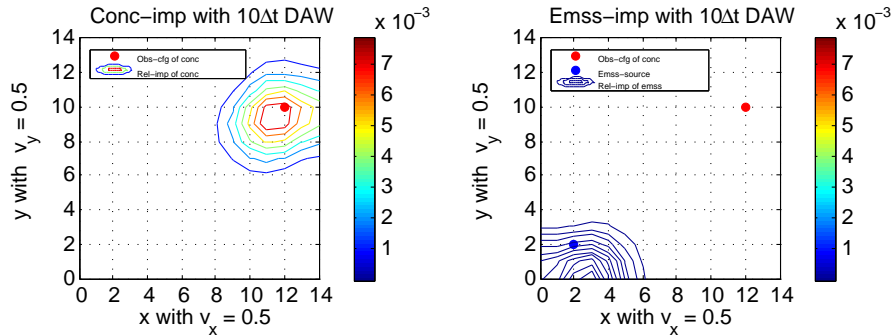 Conc-imp with 10Δt DAW
x 10^-3
14
12
10
8
6
4
2
0
y with v_y = 0.5
Obs-cfg of conc
Rel-imp of conc
0 2 4 6 8 10 12 14
x with v_x = 0.5
7
6
5
4
3
2
1
Emss-imp with 10Δt DAW
x 10^-3
14
12
10
8
6
4
2
0
y with v_y = 0.5
Obs-cfg of conc
Emss-source
Rel-imp of emss
0 2 4 6 8 10 12 14
x with v_x = 0.5
7
6
5
4
3
2
1